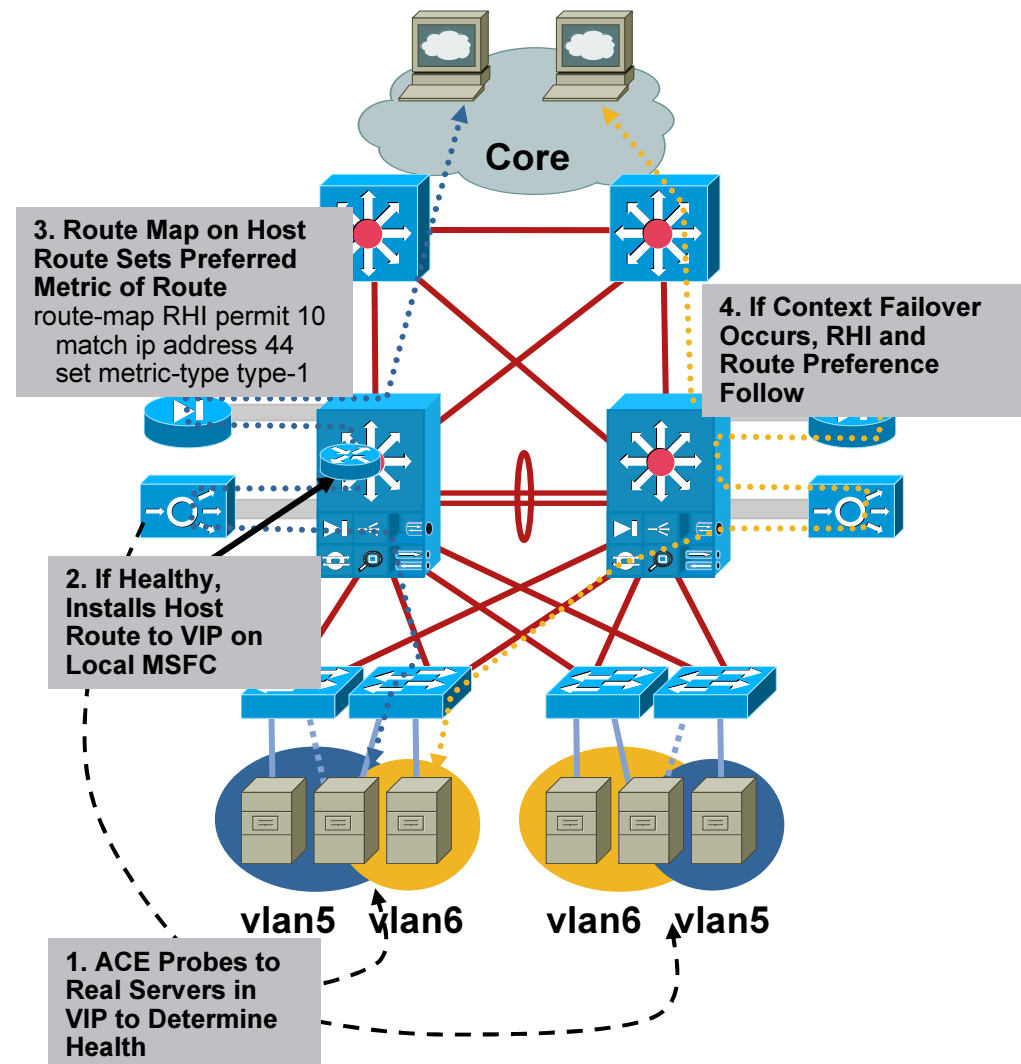 Core
3. Route Map on Host
Route Sets Preferred
Metric of Route
route-map RHI permit 10
match ip address 44
set metric-type type-1
4. If Context Failover
Occurs, RHI and
Route Preference
Follow
2. If Healthy,
Installs Host
Route to VIP on
Local MSFC
vlan5
vlan6
vlan6
vlan5
1. ACE Probes to
Real Servers in
VIP to Determine
Health